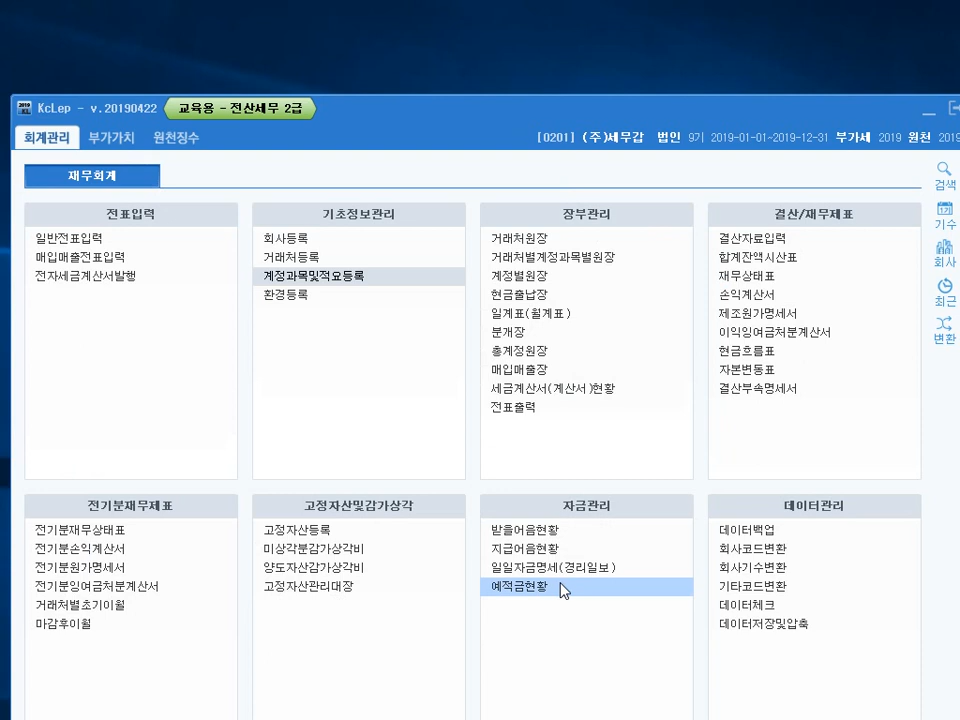 KcLep - v.20190422 교육용 - 전산세무 2급
회계관리 부가가치 원천징수 [0201] (주)세무갑 법인 9기 2019-01-01~2019-12-31 부가세 2019 원천 2019
재무회계
검색
기수
회사
최근
변환
전표입력
일반전표입력
매입매출전표입력
전자세금계산서발행
기초정보관리
회사등록
거래처등록
계정과목및적요등록
환경등록
장부관리
거래처원장
거래처별계정과목별원장
계정별원장
현금출납장
일계표(월계표)
분개장
총계정원장
매입매출장
세금계산서(계산서)현황
전표출력
결산/재무제표
결산자료입력
합계잔액시산표
재무상태표
손익계산서
제조원가명세서
이익잉여금처분계산서
현금흐름표
자본변동표
결산부속명세서
전기분재무제표
전기분재무상태표
전기분손익계산서
전기분원가명세서
전기분잉여금처분계산서
거래처별초기이월
마감후이월
고정자산및감가상각
고정자산등록
미상각분감가상각비
양도자산감가상각비
고정자산관리대장
자금관리
받을어음현황
지급어음현황
일일자금명세(경리일보)
예적금현황
데이터관리
데이터백업
회사코드변환
회사기수변환
기타코드변환
데이터체크
데이터저장및압축